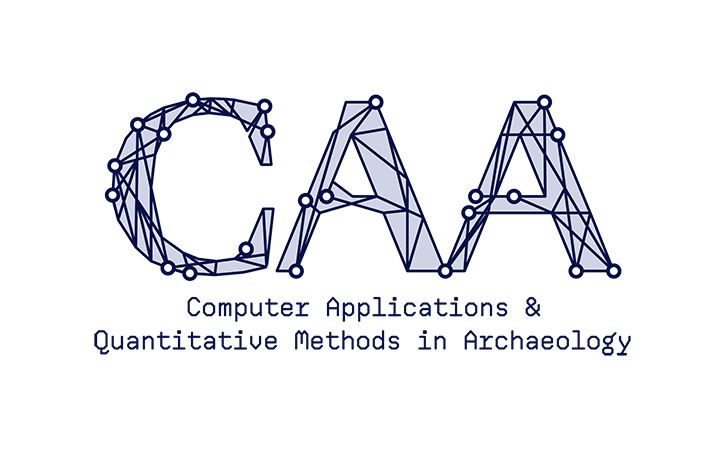 CAA
Computer Applications &
Quantitative Methods in Archaeology